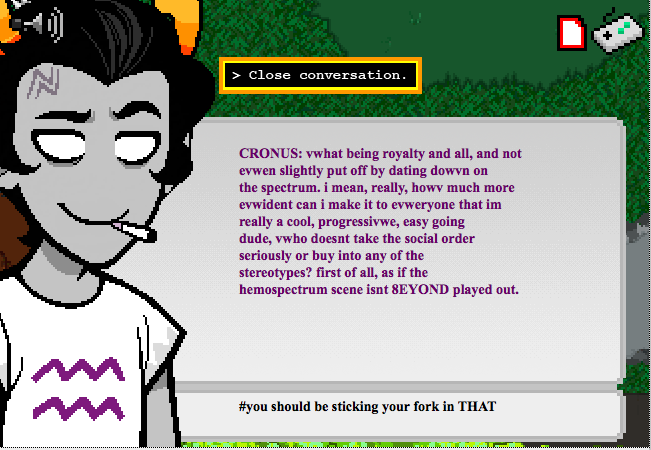 > Close conversation.
CRONUS: vwhat being royalty and all, and not
evwen slightly put off by dating dovwn on
the spectrum. i mean, really, howv much more
evwident can i make it to evweryone that im
really a cool, progressivwe, easy going
dude, vwho doesnt take the social order
seriously or buy into any of the
stereotypes? first of all, as if the
hemospectrum scene isnt 8EYOND played out.
#you should be sticking your fork in THAT